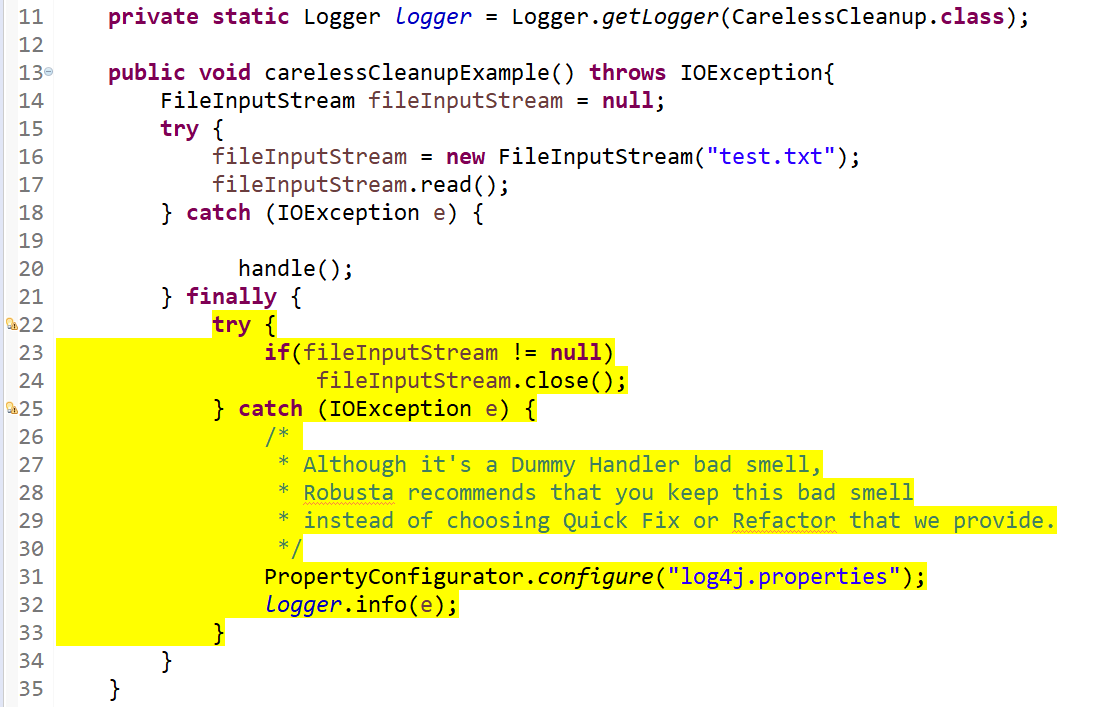 11 private static Logger logger = Logger.getLogger(CarelessCleanup.class);
12
13 public void carelessCleanupExample() throws IOException{
14 FileInputStream fileInputStream = null;
15 try {
16 fileInputStream = new FileInputStream("test.txt");
17 fileInputStream.read();
18 } catch (IOException e) {
19
20 handle();
21 } finally {
22 try {
23 if(fileInputStream != null)
24 fileInputStream.close();
25 } catch (IOException e) {
26 /*
27 * Although it's a Dummy Handler bad smell,
28 * Robusta recommends that you keep this bad smell
29 * instead of choosing Quick Fix or Refactor that we provide.
30 */
31 PropertyConfigurator.configure("log4j.properties");
32 logger.info(e);
33 }
34 }
35 }